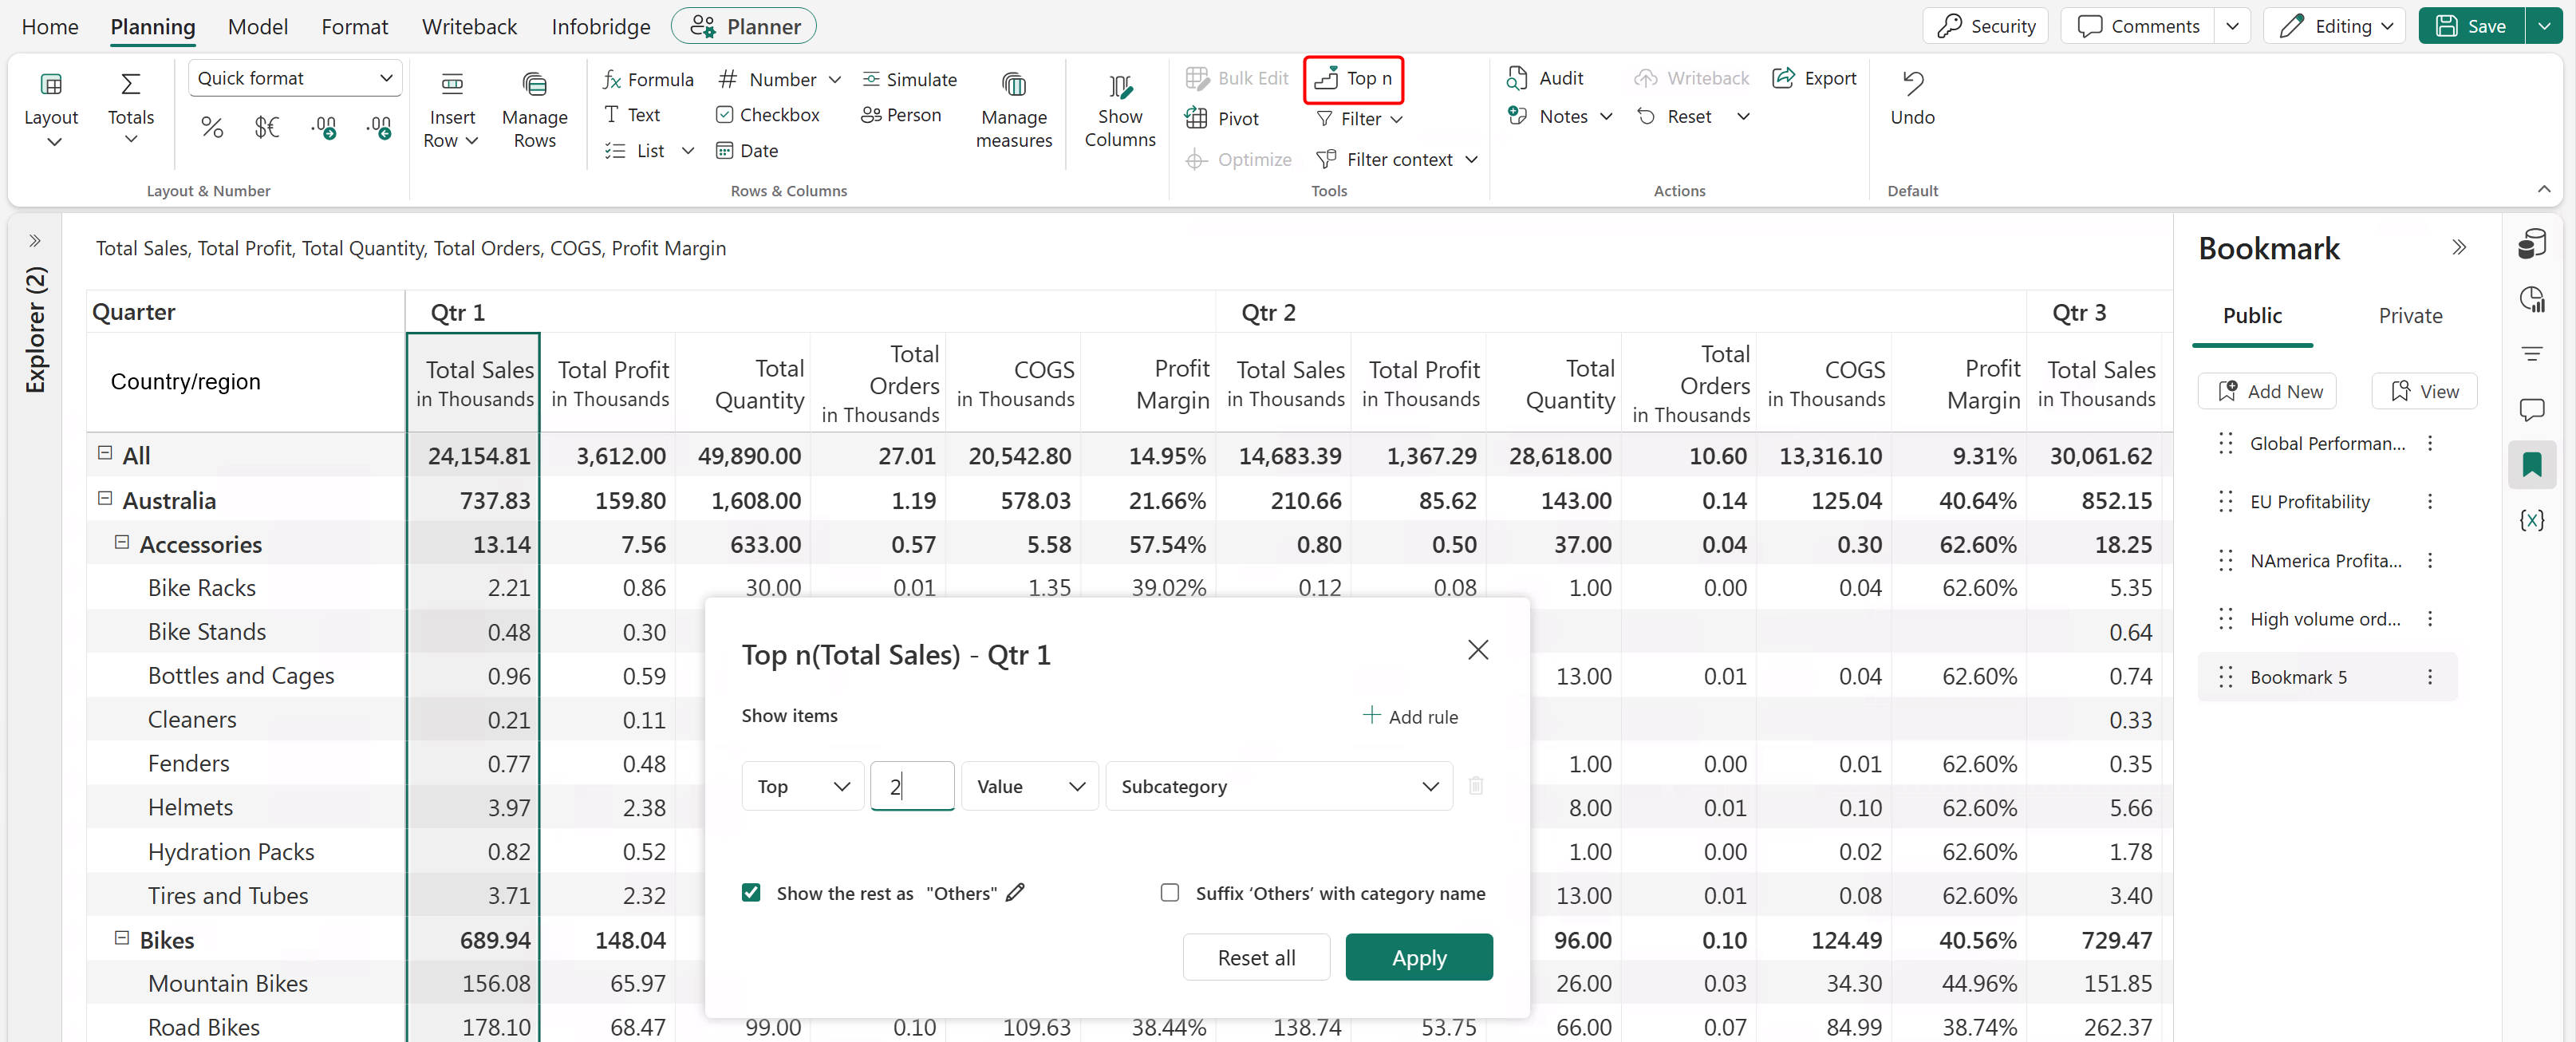 Home Planning Model Format Writeback Infobridge Planner Security Comments Editing Save
Layout Totals Quick format Insert Row Manage Rows Formula Number Simulate Manage measures Show Columns Bulk Edit Top n Audit Writeback Export Undo
% $€ .00 .00 Text Checkbox Person Pivot Filter Notes Reset
List Date Optimize Filter context
Layout & Number Rows & Columns Tools Actions Default
Explorer (2)
Total Sales, Total Profit, Total Quantity, Total Orders, COGS, Profit Margin
Quarter Qtr 1 Qtr 2 Qtr 3
Country/region Total Sales in Thousands Total Profit in Thousands Total Quantity Total Orders in Thousands COGS in Thousands Profit Margin Total Sales in Thousands Total Profit in Thousands Total Quantity Total Orders in Thousands COGS in Thousands Profit Margin Total Sales in Thousands
All 24,154.81 3,612.00 49,890.00 27.01 20,542.80 14.95% 14,683.39 1,367.29 28,618.00 10.60 13,316.10 9.31% 30,061.62
Australia 737.83 159.80 1,608.00 1.19 578.03 21.66% 210.66 85.62 143.00 0.14 125.04 40.64% 852.15
Accessories 13.14 7.56 633.00 0.57 5.58 57.54% 0.80 0.50 37.00 0.04 0.30 62.60% 18.25
Bike Racks 2.21 0.86 30.00 0.01 1.35 39.02% 0.12 0.08 1.00 0.00 0.04 62.60% 5.35
Bike Stands 0.48 0.30 0.64
Bottles and Cages 0.96 0.59 13.00 0.01 0.04 62.60% 0.74
Cleaners 0.21 0.11 0.33
Fenders 0.77 0.48 1.00 0.00 0.01 62.60% 0.35
Helmets 3.97 2.38 8.00 0.01 0.10 62.60% 5.66
Hydration Packs 0.82 0.52 1.00 0.00 0.02 62.60% 1.78
Tires and Tubes 3.71 2.32 13.00 0.01 0.08 62.60% 3.40
Bikes 689.94 148.04 96.00 0.10 124.49 40.56% 729.47
Mountain Bikes 156.08 65.97 26.00 0.03 34.30 44.96% 151.85
Road Bikes 178.10 68.47 99.00 0.10 109.63 38.44% 138.74 53.75 66.00 0.07 84.99 38.74% 262.37
Top n(Total Sales) - Qtr 1
Show items Add rule
Top 2 Value Subcategory
Show the rest as "Others" Suffix ‘Others’ with category name
Reset all Apply
Bookmark
Public Private
Add New View
Global Performan...
EU Profitability
NAmerica Profita...
High volume ord...
Bookmark 5
{x}